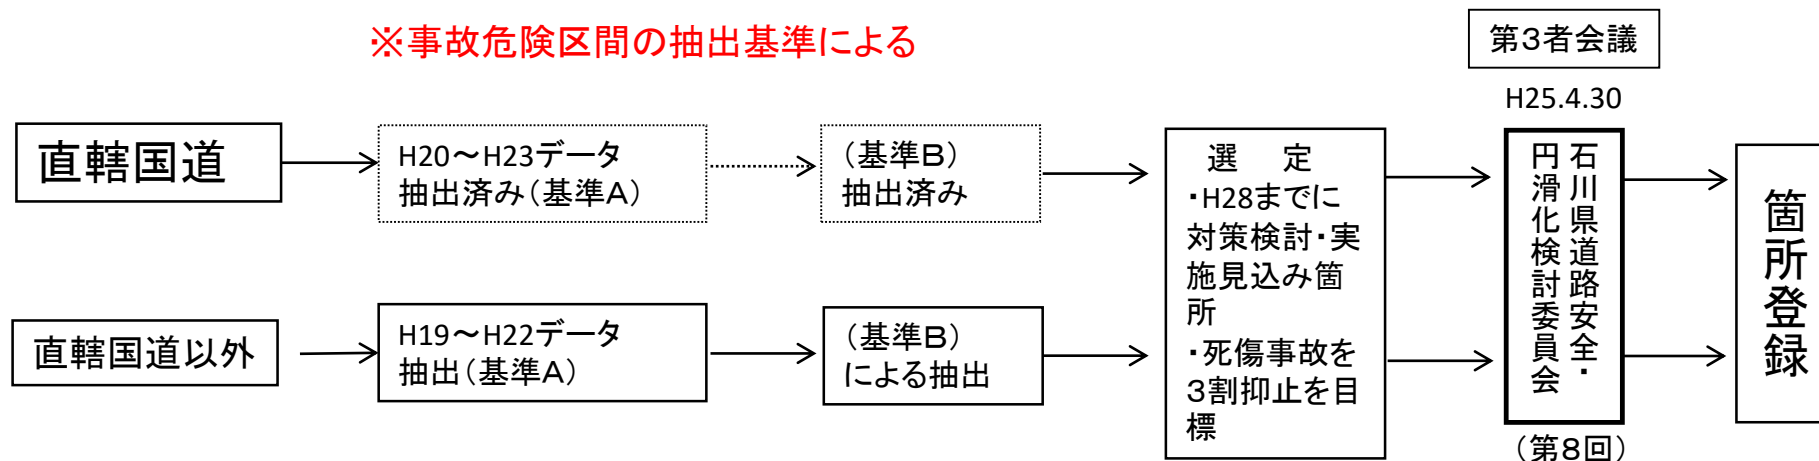 ※事故危険区間の抽出基準による
第3者会議
H25.4.30
直轄国道
H20～H23データ
抽出済み(基準A)
(基準B)
抽出済み
直轄国道以外
H19～H22データ
抽出(基準A)
(基準B)
による抽出
選　定
・H28までに
対策検討・実
施見込み箇
所
・死傷事故を
3割抑止を目
標
石川県道路安全・
円滑化検討委員会
(第8回)
箇所登録